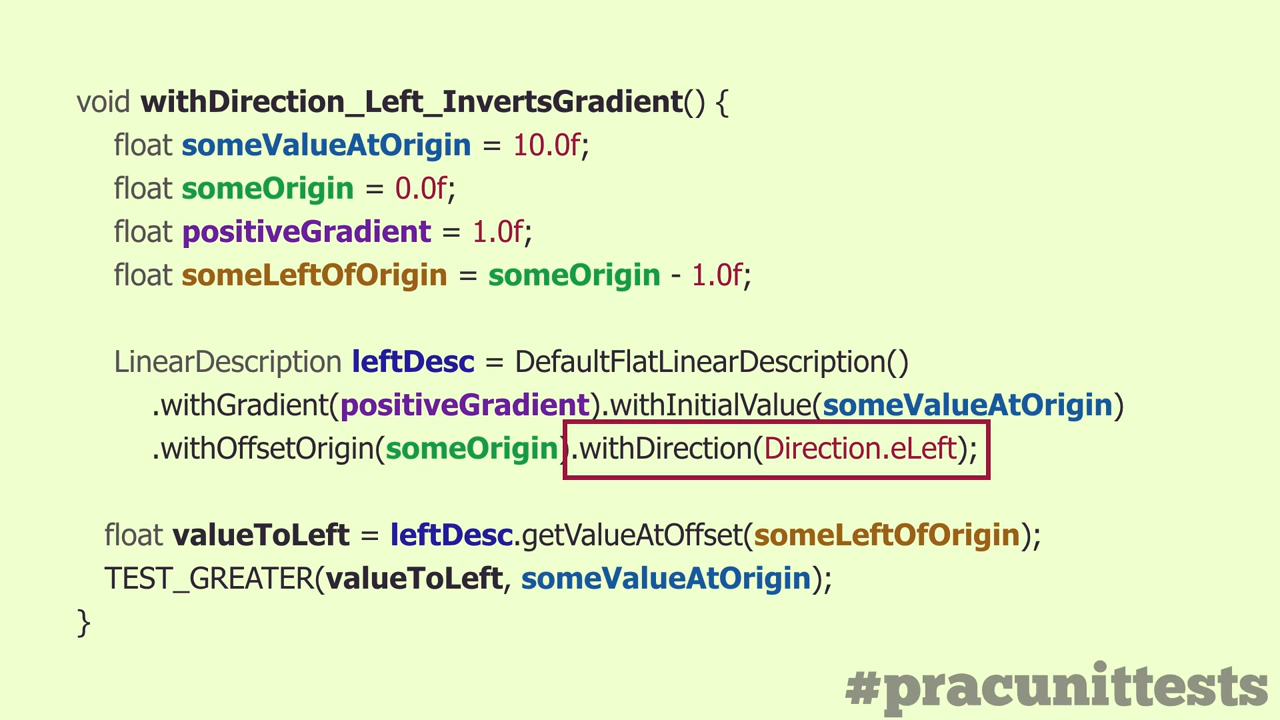 void withDirection_Left_InvertsGradient() {
float someValueAtOrigin = 10.0f;
float someOrigin = 0.0f;
float positiveGradient = 1.0f;
float someLeftOfOrigin = someOrigin - 1.0f;
LinearDescription leftDesc = DefaultFlatLinearDescription()
.withGradient(positiveGradient).withInitialValue(someValueAtOrigin)
.withOffsetOrigin(someOrigin).withDirection(Direction.eLeft);
float valueToLeft = leftDesc.getValueAtOffset(someLeftOfOrigin);
TEST_GREATER(valueToLeft, someValueAtOrigin);
}
#pracunittests